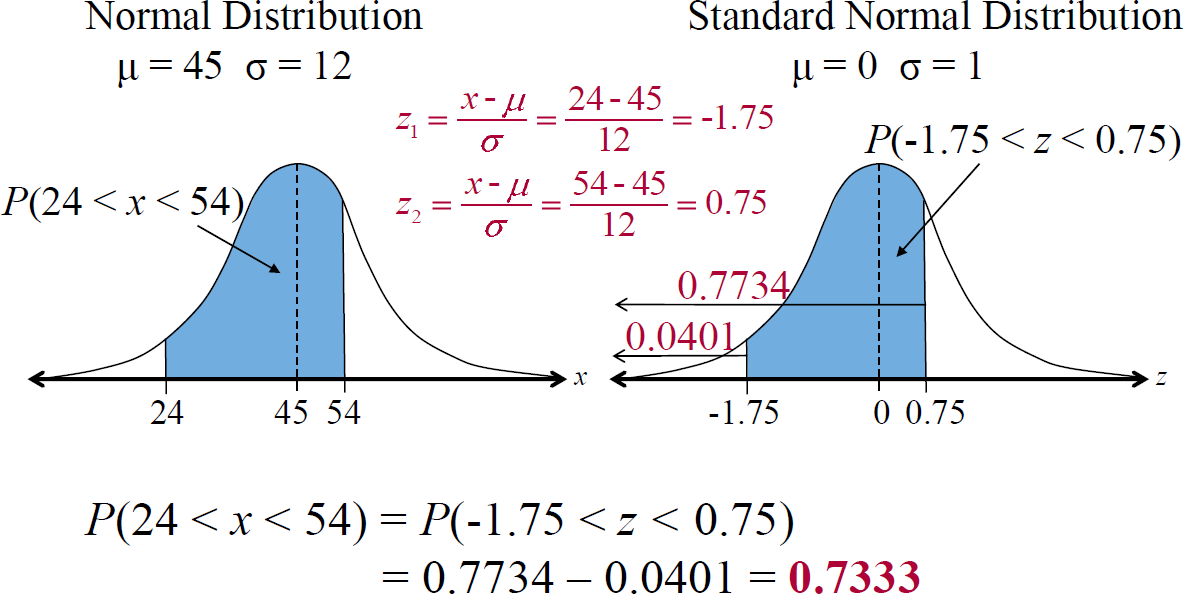 Normal Distribution
μ = 45 σ = 12
Standard Normal Distribution
μ = 0 σ = 1
z₁ = (x - μ)/σ = (24 - 45)/12 = -1.75
z₂ = (x - μ)/σ = (54 - 45)/12 = 0.75
P(24 < x < 54)
P(-1.75 < z < 0.75)
0.7734
0.0401
x
24 45 54
z
-1.75 0 0.75
P(24 < x < 54) = P(-1.75 < z < 0.75)
= 0.7734 – 0.0401 = 0.7333